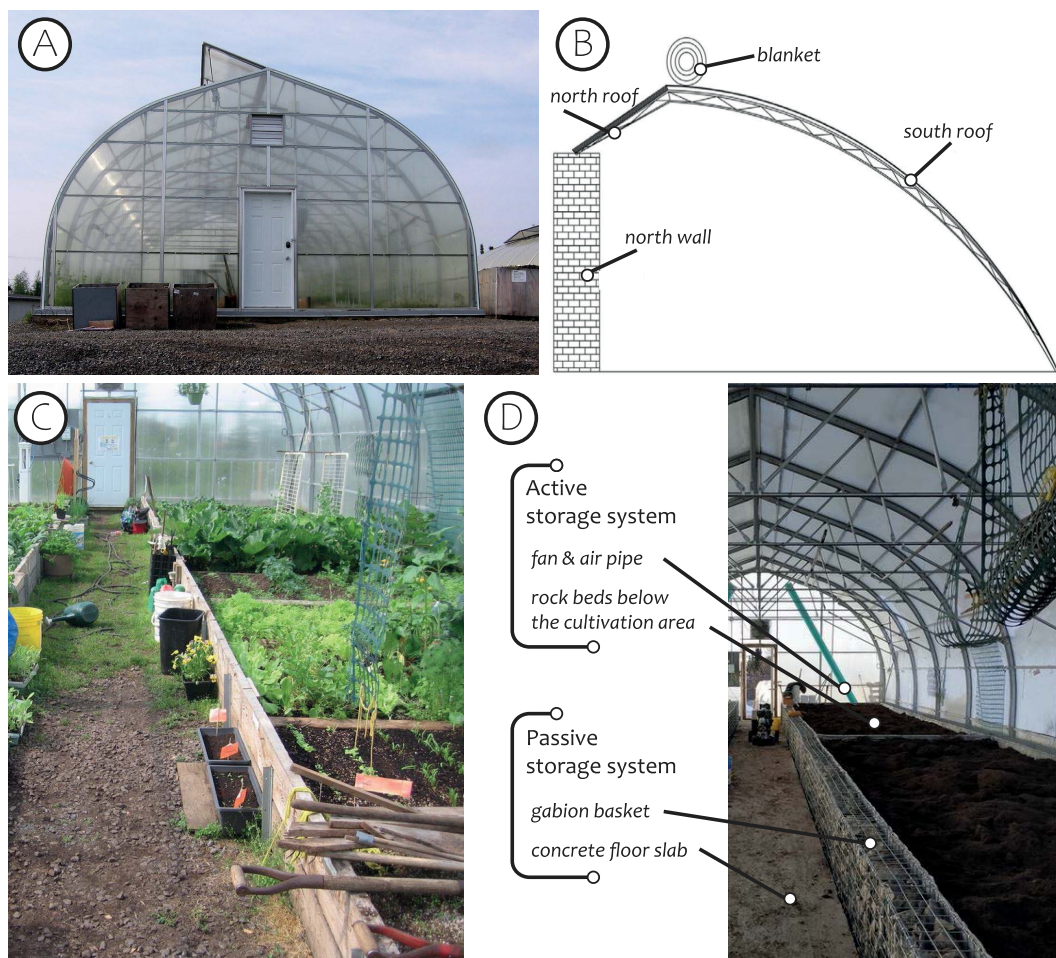 A
B
blanket
north roof
south roof
north wall
C
D
Active
storage system
fan & air pipe
rock beds below
the cultivation area
Passive
storage system
gabion basket
concrete floor slab